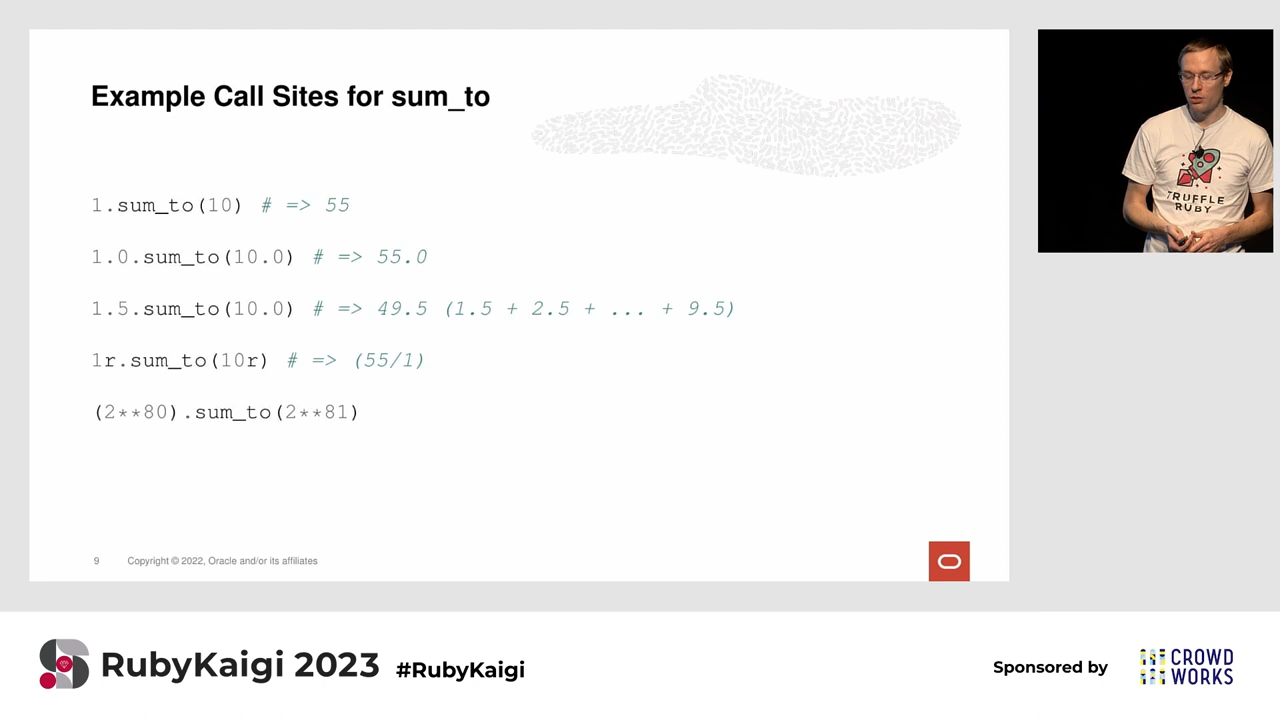 Example Call Sites for sum_to
1.sum_to(10) # => 55
1.0.sum_to(10.0) # => 55.0
1.5.sum_to(10.0) # => 49.5 (1.5 + 2.5 + ... + 9.5)
1r.sum_to(10r) # => (55/1)
(2**80).sum_to(2**81)
9 Copyright © 2022, Oracle and/or its affiliates
TRUFFLE
RUBY
RubyKaigi 2023 #RubyKaigi
Sponsored by
CROWD
WORKS